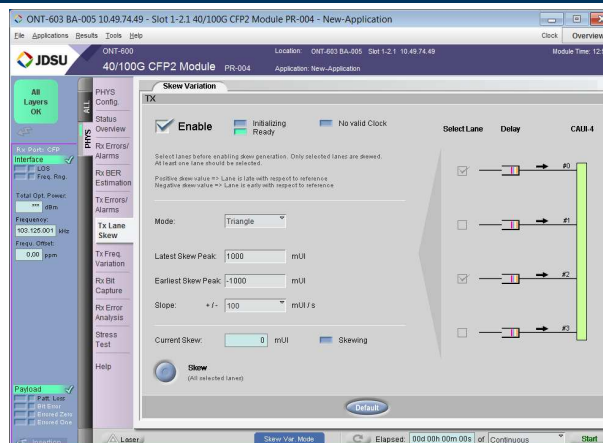 ONT-603 BA-005 10.49.74.49 - Slot 1-2.1 40/100G CFP2 Module PR-004 - New-Application
File Applications Results Tools Help
Clock Overview
JDSU
ONT-600
40/100G CFP2 Module PR-004
Location: ONT-603 BA-005 Slot 1-2.1 10.49.74.49
Application: New-Application
Module Time: 12:5
All
Layers
OK
Rx Port: CFP
Interface
LOS
Freq. Rng.
Total Opt. Power:
*** dBm
Frequency:
103.125.001 kHz
Frequ. Offset:
0,00 ppm
Payload
Patt. Loss
Bit Error
Errored Zero
Errored One
Insertion
ALL
PHYS
PHYS
Config.
Status
Overview
Rx Errors/
Alarms
Rx BER
Estimation
Tx Errors/
Alarms
Tx Lane
Skew
Tx Freq.
Variation
Rx Bit
Capture
Rx Error
Analysis
Stress
Test
Help
Skew Variation
TX
Enable
Initializing
Ready
No valid Clock
Select lanes before enabling skew generation. Only selected lanes are skewed.
At least one lane should be selected.
Positive skew value => Lane is late with respect to reference
Negative skew value => Lane is early with respect to reference
Mode: Triangle
Latest Skew Peak: 1000 mUI
Earliest Skew Peak: -1000 mUI
Slope: +/- 100 mUI / s
Current Skew: 0 mUI Skewing
Skew
(All selected lanes)
Default
Select Lane Delay CAUI-4
#0
#1
#2
#3
Laser
Skew Var. Mode
Elapsed: 00d 00h 00m 00s of Continuous
Start